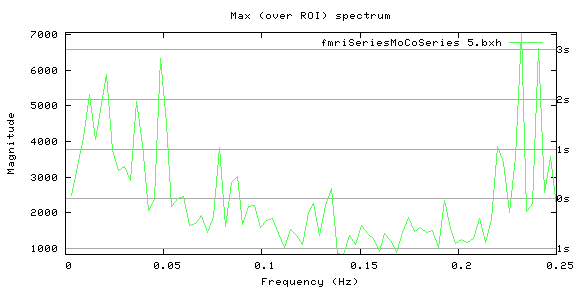 Max (over ROI) spectrum
fmriSeriesMoCoSeries 5.bxh
7000
6000
5000
4000
3000
2000
1000
3s
2s
1s
0s
1s
Magnitude
0 0.05 0.1 0.15 0.2 0.25
Frequency (Hz)